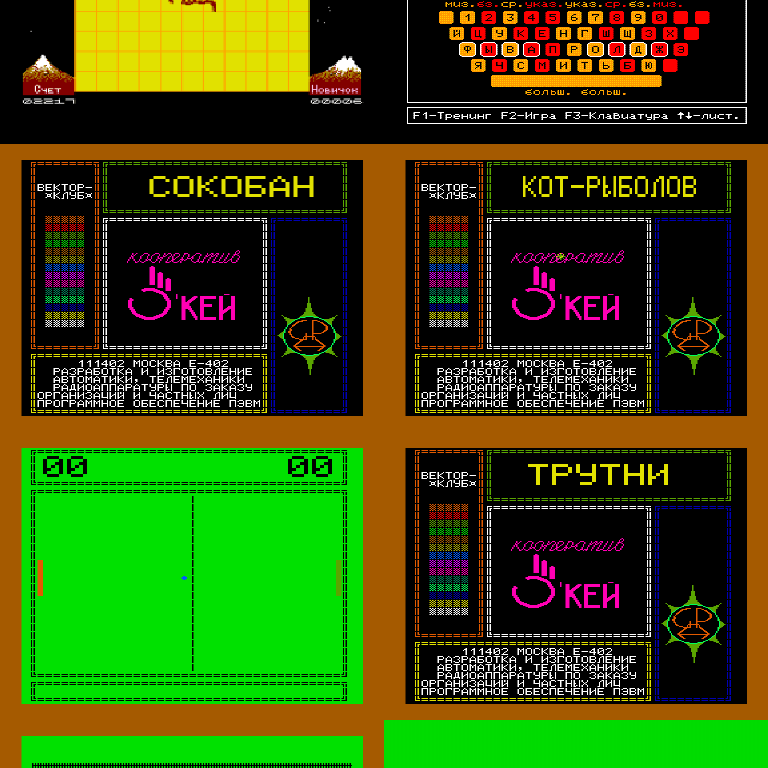 миз.бз.ср.указ.указ.ср.бз.миз.
1 2 3 4 5 6 7 8 9 0
Й Ц У К Е Н Г Ш Щ З Х
Ф Ы В А П Р О Л Д Ж Э
Я Ч С М И Т Ь Б Ю
больш. больш.
Счет
02217
Новичок
00006
F1-Тренинг F2-Игра F3-Клавиатура ↑↓-лист.
ВЕКТОР-
¤КЛУБ¤
СОКОБАН
кооператив
О'КЕЙ
111402 МОСКВА Е-402
РАЗРАБОТКА И ИЗГОТОВЛЕНИЕ
АВТОМАТИКИ, ТЕЛЕМЕХАНИКИ
РАДИОАППАРАТУРЫ ПО ЗАКАЗУ
ОРГАНИЗАЦИЙ И ЧАСТНЫХ ЛИЦ
ПРОГРАММНОЕ ОБЕСПЕЧЕНИЕ ПЭВМ
ВЕКТОР-
¤КЛУБ¤
КОТ-РЫБОЛОВ
кооператив
О'КЕЙ
111402 МОСКВА Е-402
РАЗРАБОТКА И ИЗГОТОВЛЕНИЕ
АВТОМАТИКИ, ТЕЛЕМЕХАНИКИ
РАДИОАППАРАТУРЫ ПО ЗАКАЗУ
ОРГАНИЗАЦИЙ И ЧАСТНЫХ ЛИЦ
ПРОГРАММНОЕ ОБЕСПЕЧЕНИЕ ПЭВМ
00 00
ВЕКТОР-
¤КЛУБ¤
ТРУТНИ
кооператив
О'КЕЙ
111402 МОСКВА Е-402
РАЗРАБОТКА И ИЗГОТОВЛЕНИЕ
АВТОМАТИКИ, ТЕЛЕМЕХАНИКИ
РАДИОАППАРАТУРЫ ПО ЗАКАЗУ
ОРГАНИЗАЦИЙ И ЧАСТНЫХ ЛИЦ
ПРОГРАММНОЕ ОБЕСПЕЧЕНИЕ ПЭВМ